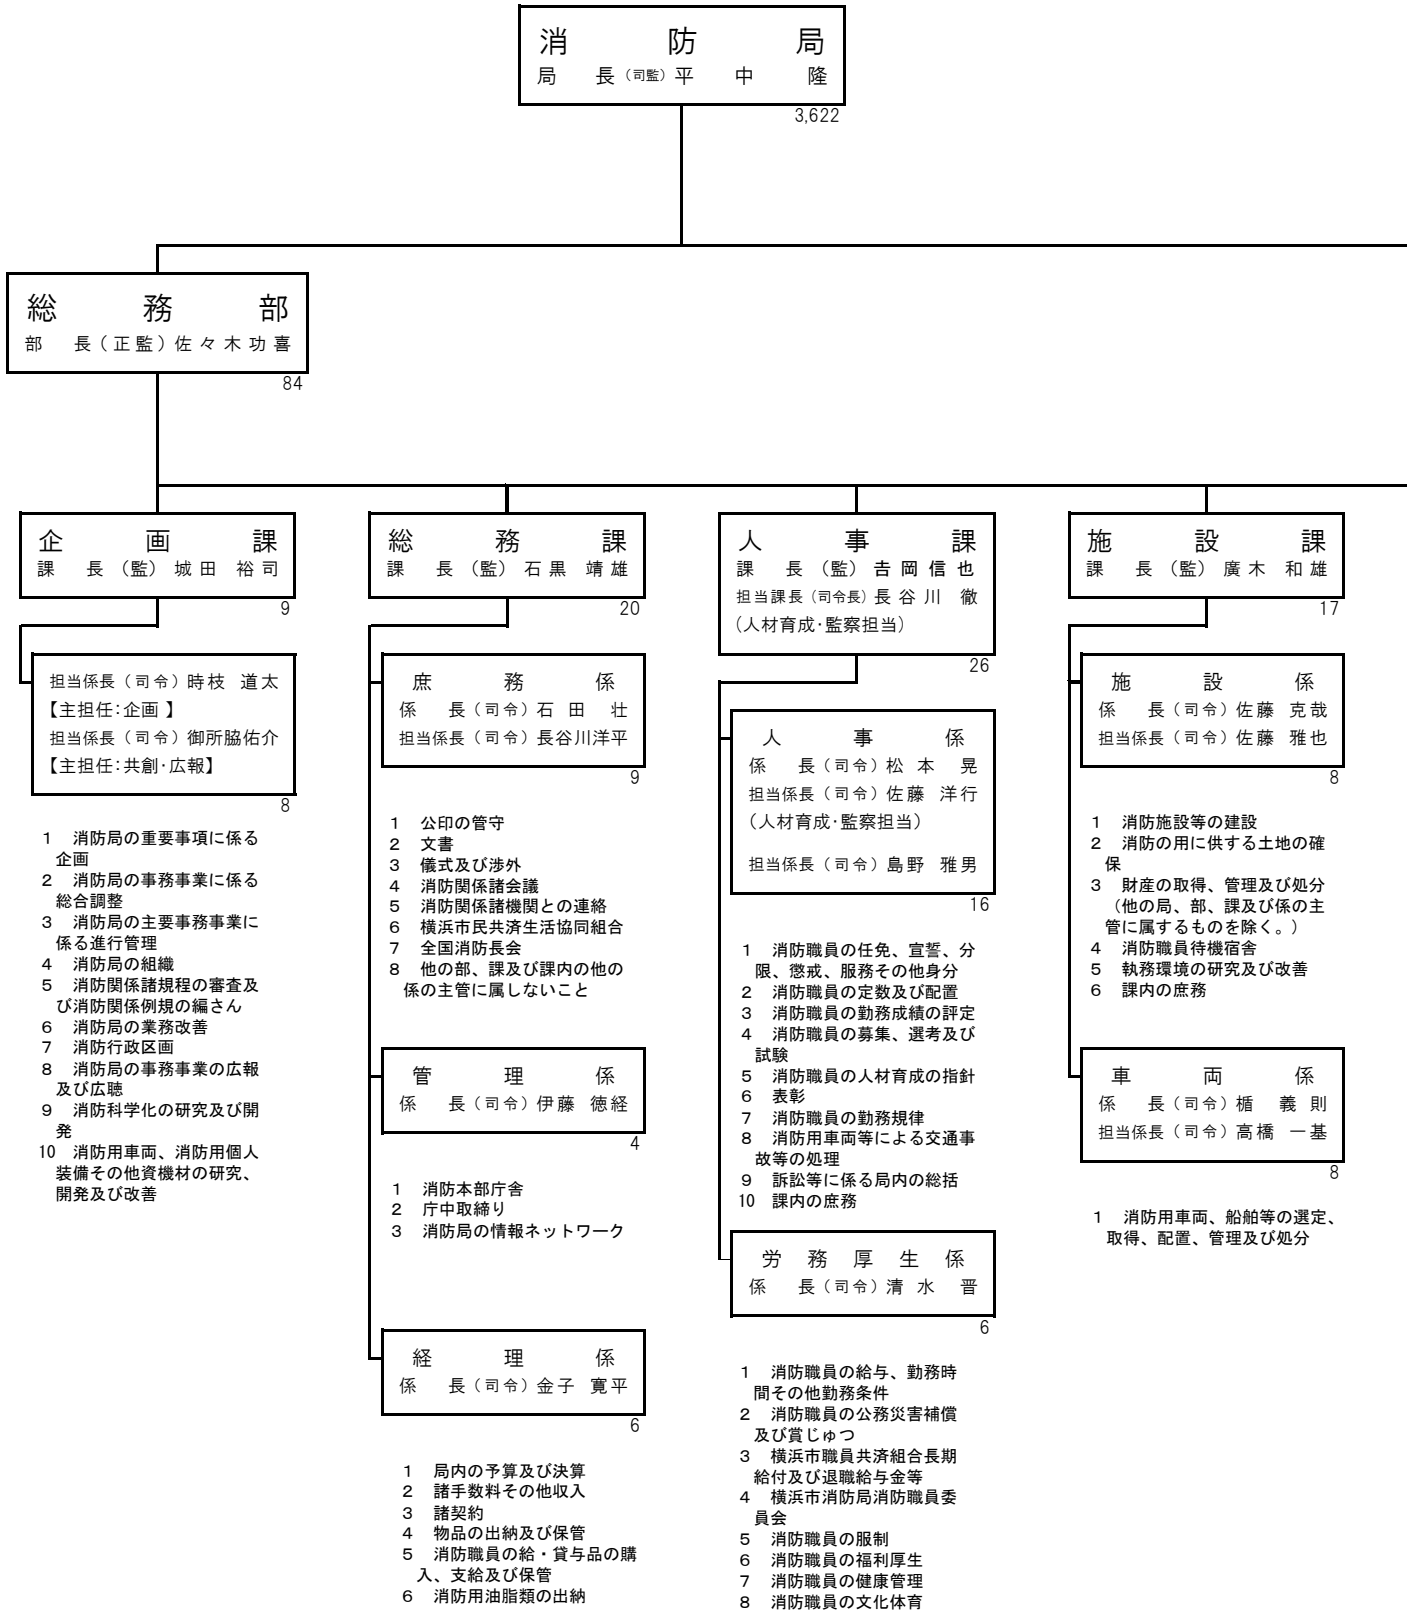 消防局
局長（司監）平中隆
3,622
総務部
部長（正監）佐々木功喜
84
企画課
課長（監）城田裕司
9
担当係長（司令）時枝道太
【主担任:企画 】
担当係長（司令）御所脇佑介
【主担任:共創・広報】
8
1 消防局の重要事項に係る
企画
2 消防局の事務事業に係る
総合調整
3 消防局の主要事務事業に
係る進行管理
4 消防局の組織
5 消防関係諸規程の審査及
び消防関係例規の編さん
6 消防局の業務改善
7 消防行政区画
8 消防局の事務事業の広報
及び広聴
9 消防科学化の研究及び開
発
10 消防用車両、消防用個人
装備その他資機材の研究、
開発及び改善
総務課
課長（監）石黒靖雄
20
庶務係
係長（司令）石田壮
担当係長（司令）長谷川洋平
9
1 公印の管守
2 文書
3 儀式及び渉外
4 消防関係諸会議
5 消防関係諸機関との連絡
6 横浜市民共済生活協同組合
7 全国消防長会
8 他の部、課及び課内の他の
係の主管に属しないこと
管理係
係長（司令）伊藤徳経
4
1 消防本部庁舎
2 庁中取締り
3 消防局の情報ネットワーク
経理係
係長（司令）金子寛平
6
1 局内の予算及び決算
2 諸手数料その他収入
3 諸契約
4 物品の出納及び保管
5 消防職員の給・貸与品の購
入、支給及び保管
6 消防用油脂類の出納
人事課
課長（監）𠮷岡信也
担当課長（司令長）長谷川徹
（人材育成・監察担当）
26
人事係
係長（司令）松本晃
担当係長（司令）佐藤洋行
（人材育成・監察担当）
担当係長（司令）島野雅男
16
1 消防職員の任免、宣誓、分
限、懲戒、服務その他身分
2 消防職員の定数及び配置
3 消防職員の勤務成績の評定
4 消防職員の募集、選考及び
試験
5 消防職員の人材育成の指針
6 表彰
7 消防職員の勤務規律
8 消防用車両等による交通事
故等の処理
9 訴訟等に係る局内の総括
10 課内の庶務
労務厚生係
係長（司令）清水晋
6
1 消防職員の給与、勤務時
間その他勤務条件
2 消防職員の公務災害補償
及び賞じゅつ
3 横浜市職員共済組合長期
給付及び退職給与金等
4 横浜市消防局消防職員委
員会
5 消防職員の服制
6 消防職員の福利厚生
7 消防職員の健康管理
8 消防職員の文化体育
施設課
課長（監）廣木和雄
17
施設係
係長（司令）佐藤克哉
担当係長（司令）佐藤雅也
8
1 消防施設等の建設
2 消防の用に供する土地の確
保
3 財産の取得、管理及び処分
（他の局、部、課及び係の主
管に属するものを除く。）
4 消防職員待機宿舎
5 執務環境の研究及び改善
6 課内の庶務
車両係
係長（司令）楯義則
担当係長（司令）高橋一基
8
1 消防用車両、船舶等の選定、
取得、配置、管理及び処分